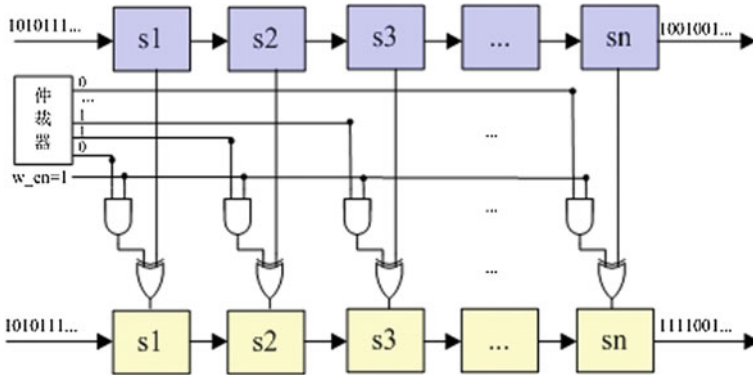 1010111...
s1
s2
s3
...
sn
1001001...
仲
裁
器
0
...
1
1
0
...
w_en=1
...
...
1010111...
s1
s2
s3
...
sn
1111001...